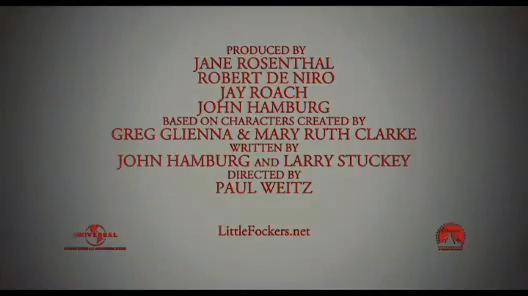 PRODUCED BY
JANE ROSENTHAL
ROBERT DE NIRO
JAY ROACH
JOHN HAMBURG
BASED ON CHARACTERS CREATED BY
GREG GLIENNA & MARY RUTH CLARKE
WRITTEN BY
JOHN HAMBURG AND LARRY STUCKEY
DIRECTED BY
PAUL WEITZ
LittleFockers.net
UNIVERSAL